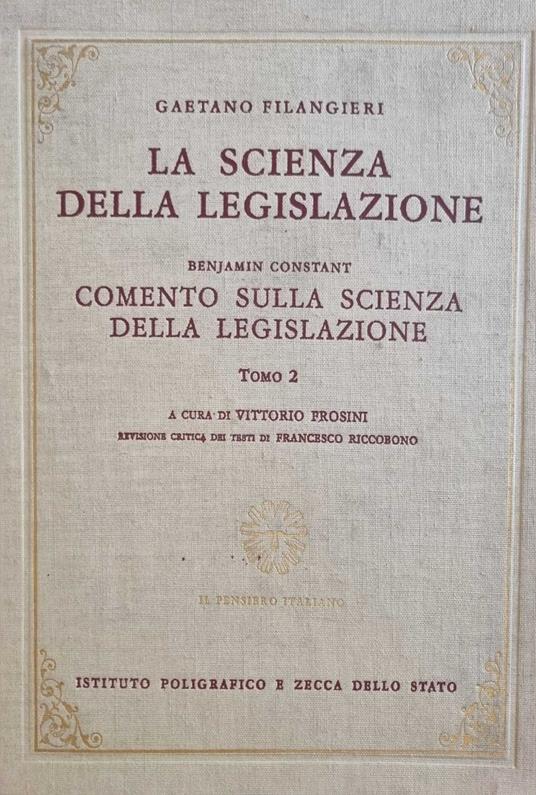 GAETANO FILANGIERI
LA SCIENZA
DELLA LEGISLAZIONE
BENJAMIN CONSTANT
COMENTO SULLA SCIENZA
DELLA LEGISLAZIONE
TOMO 2
A CURA DI VITTORIO FROSINI
REVISIONE CRITICA DEI TESTI DI FRANCESCO RICCOBONO
IL PENSIERO ITALIANO
ISTITUTO POLIGRAFICO E ZECCA DELLO STATO